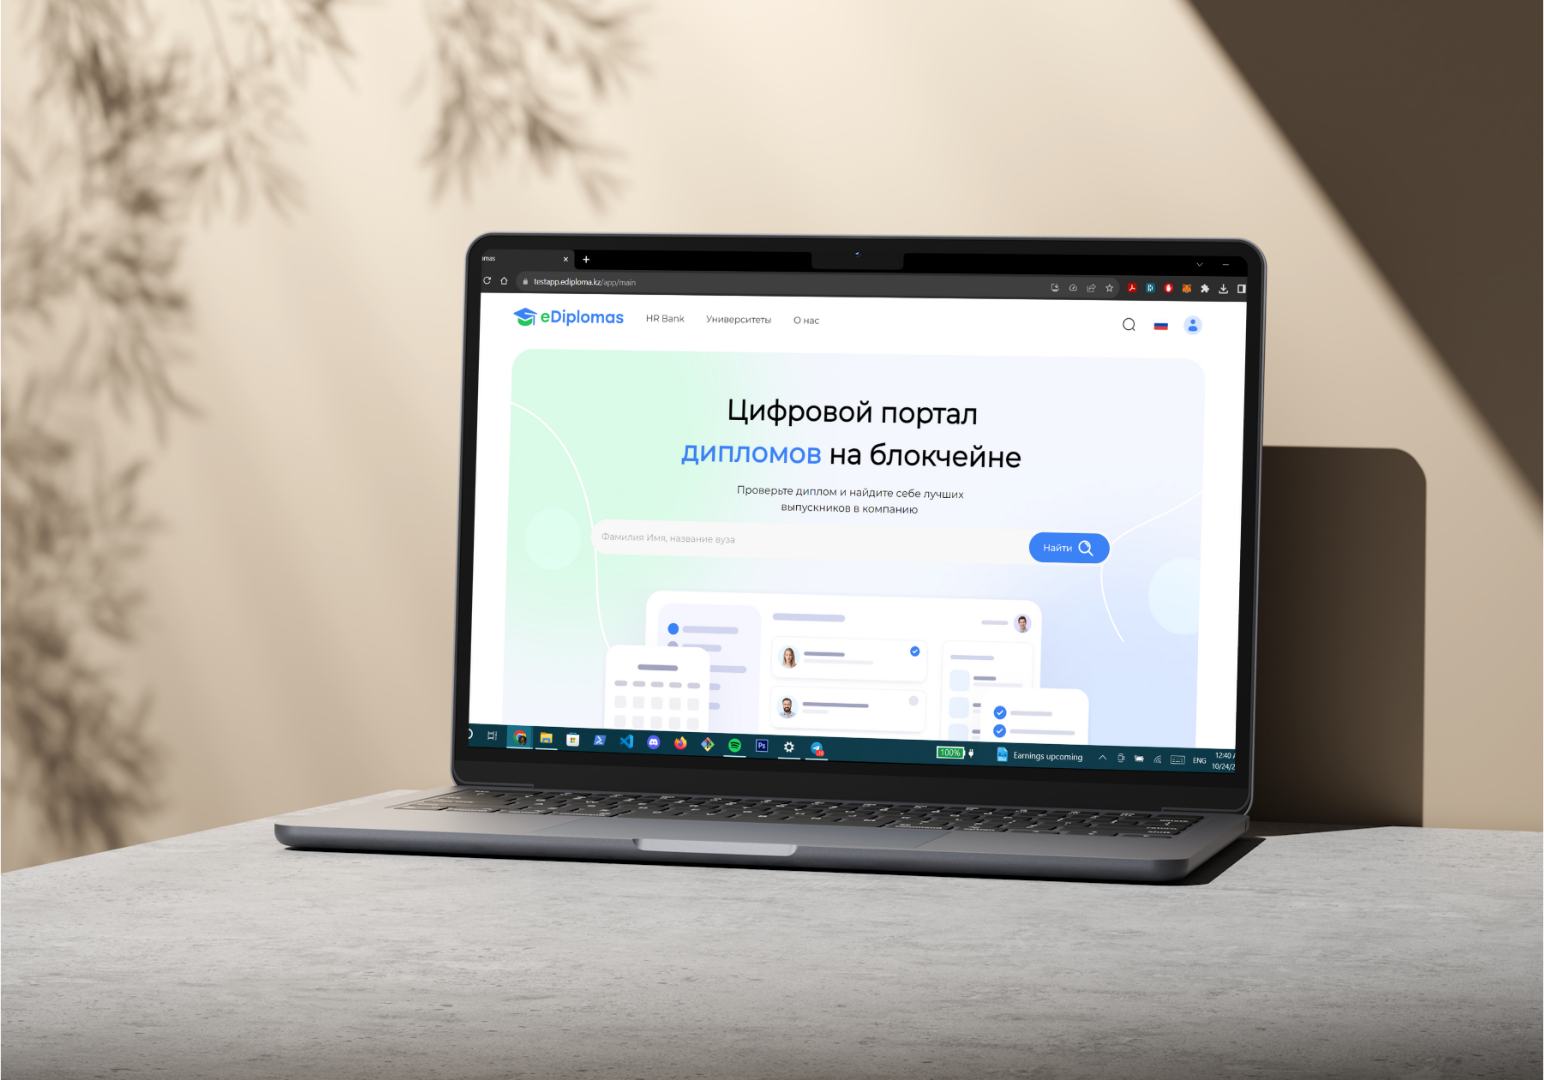 omas
testapp.ediploma.kz/app/main
eDiplomas
HR Bank
Университеты
О нас
Цифровой портал
дипломов на блокчейне
Проверьте диплом и найдите себе лучших
выпускников в компанию
Фамилия Имя, название вуза
Найти
Ps
100%
Earnings upcoming
ENG
12:40
10/24/2